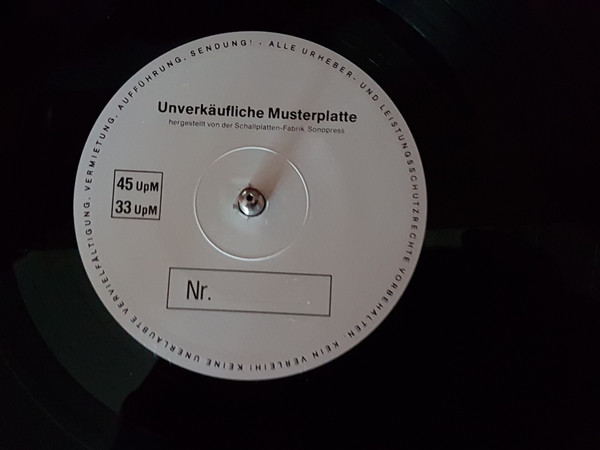 Unverkäufliche Musterplatte
hergestellt von der Schallplatten-Fabrik Sonopress
45 UpM
33 UpM
Nr.
ALLE URHEBER- UND LEISTUNGSSCHUTZRECHTE VORBEHALTEN. KEIN VERLEIH! KEINE UNERLAUBTE VERVIELFÄLTIGUNG, VERMIETUNG, AUFFÜHRUNG, SENDUNG! -